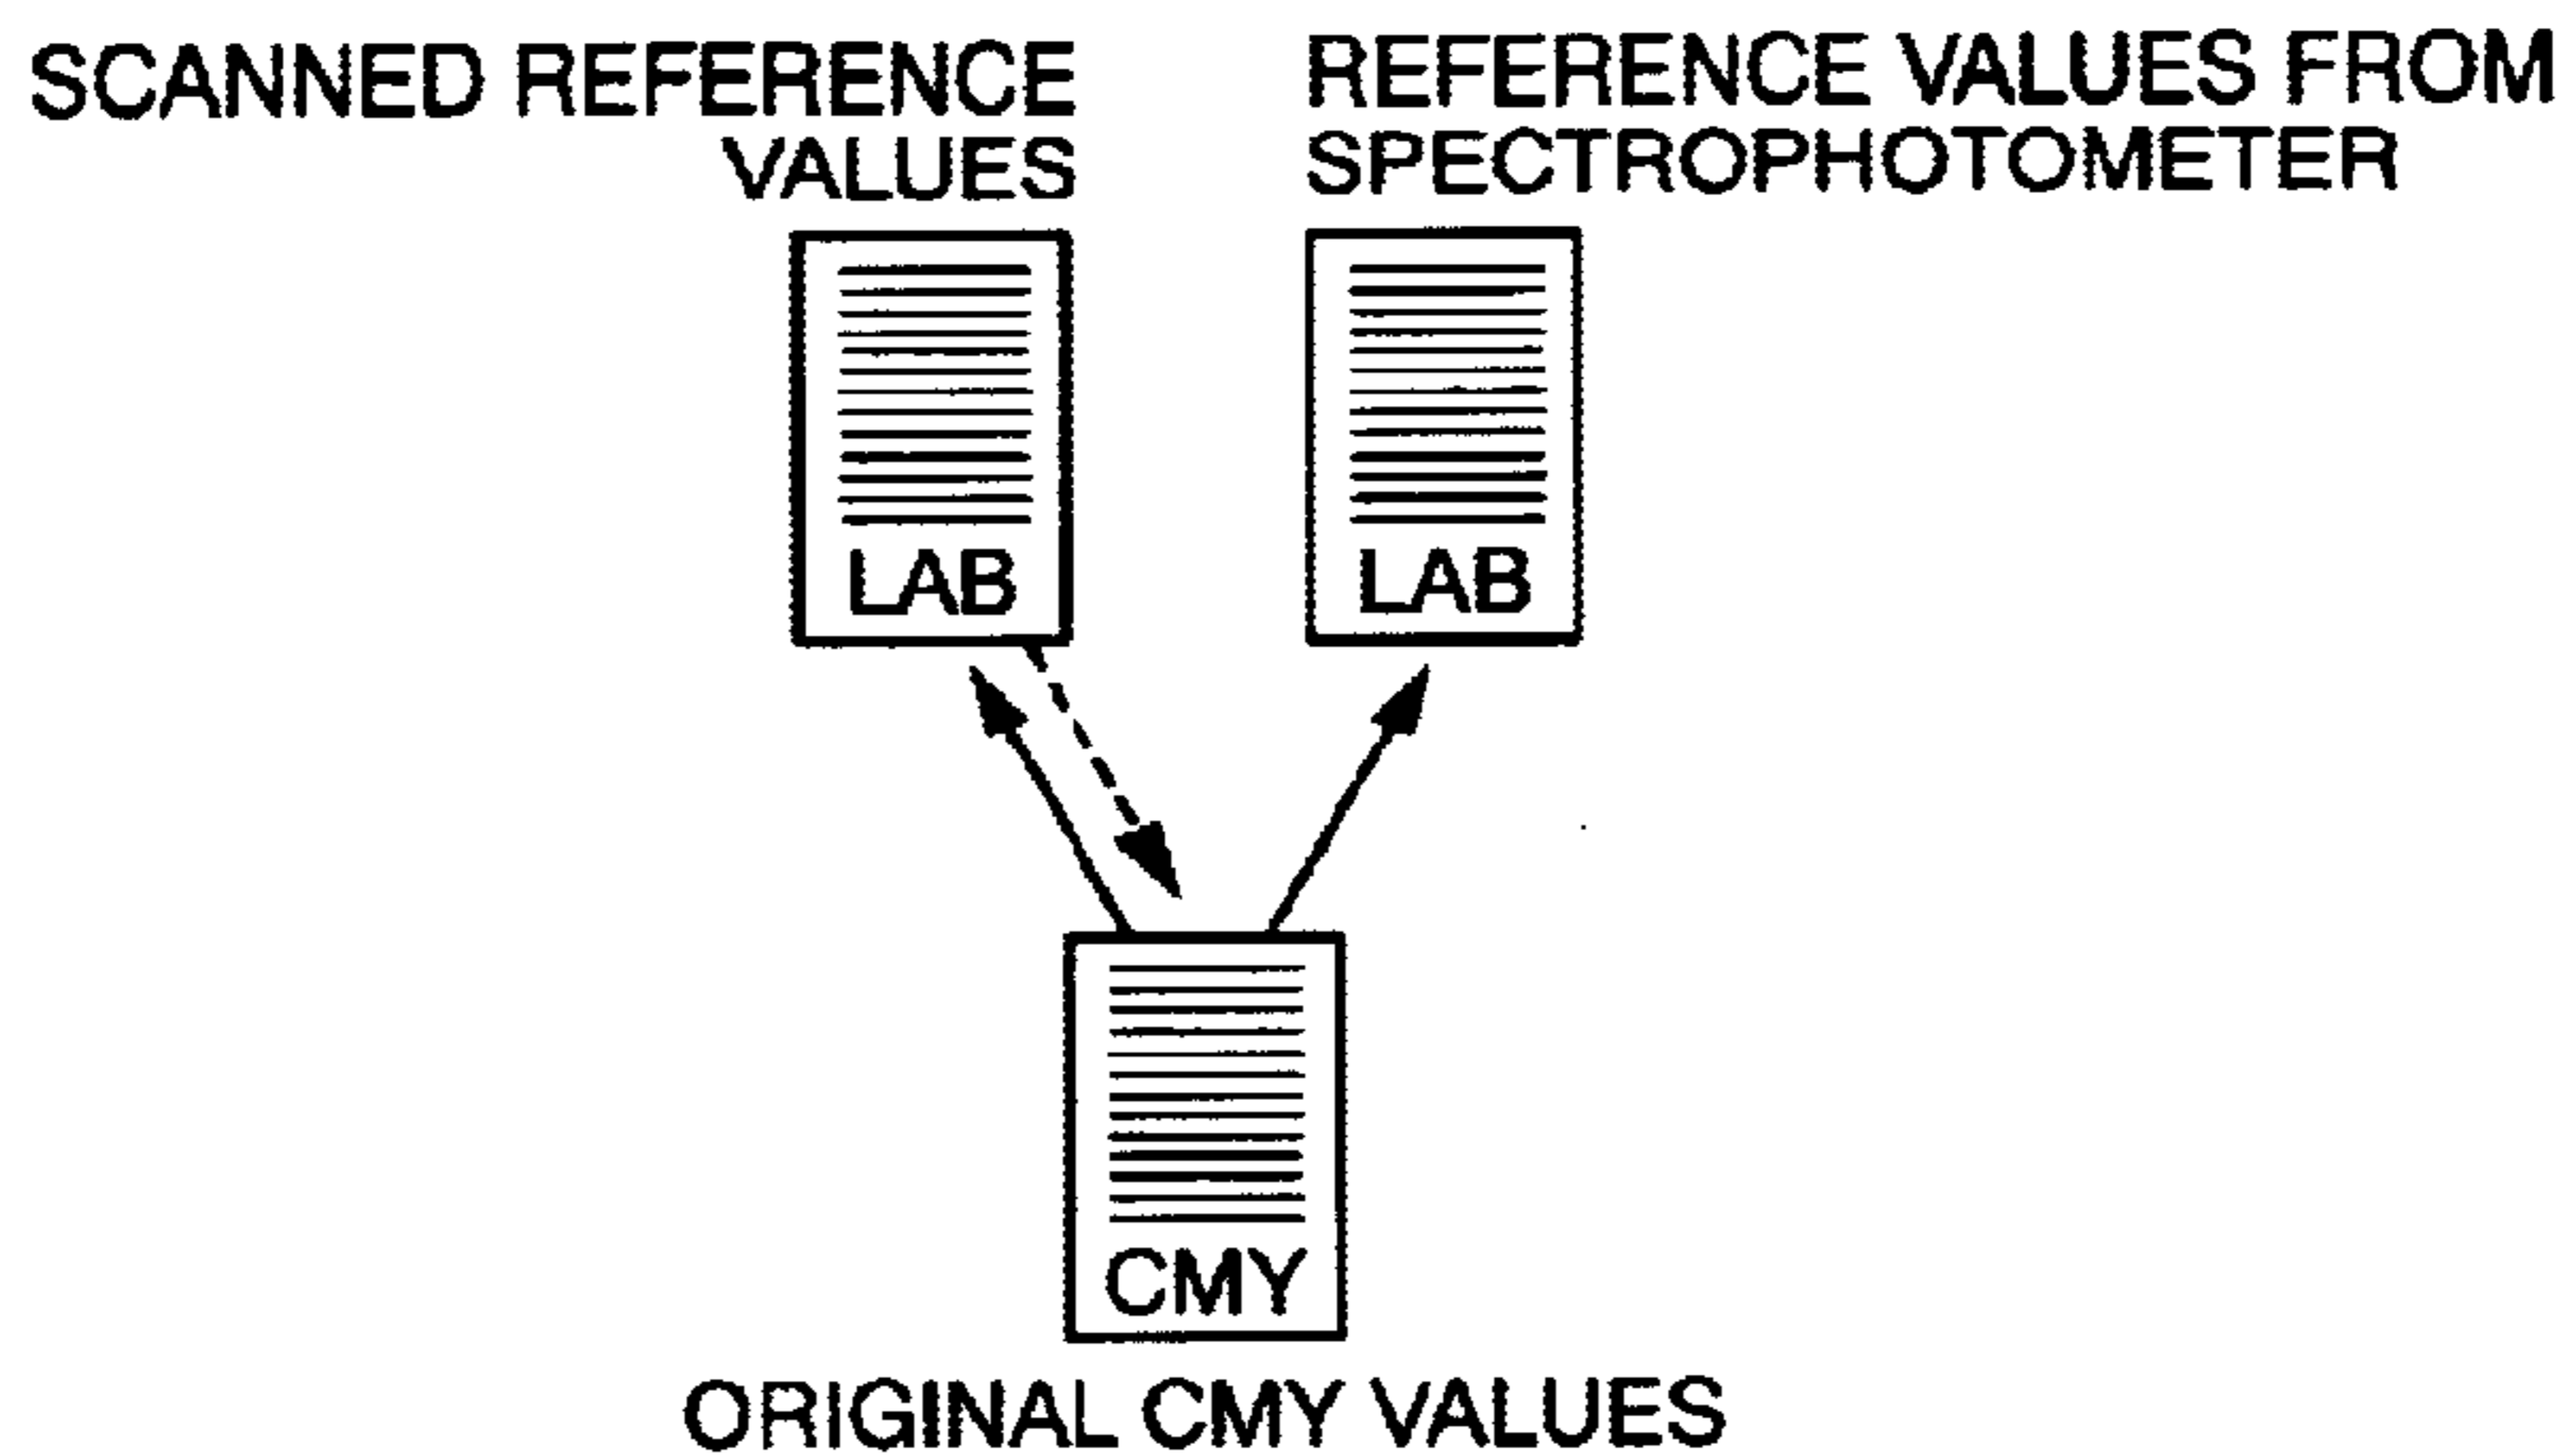 SCANNED REFERENCE
VALUES
REFERENCE VALUES FROM
SPECTROPHOTOMETER
LAB
LAB
CMY
ORIGINAL CMY VALUES